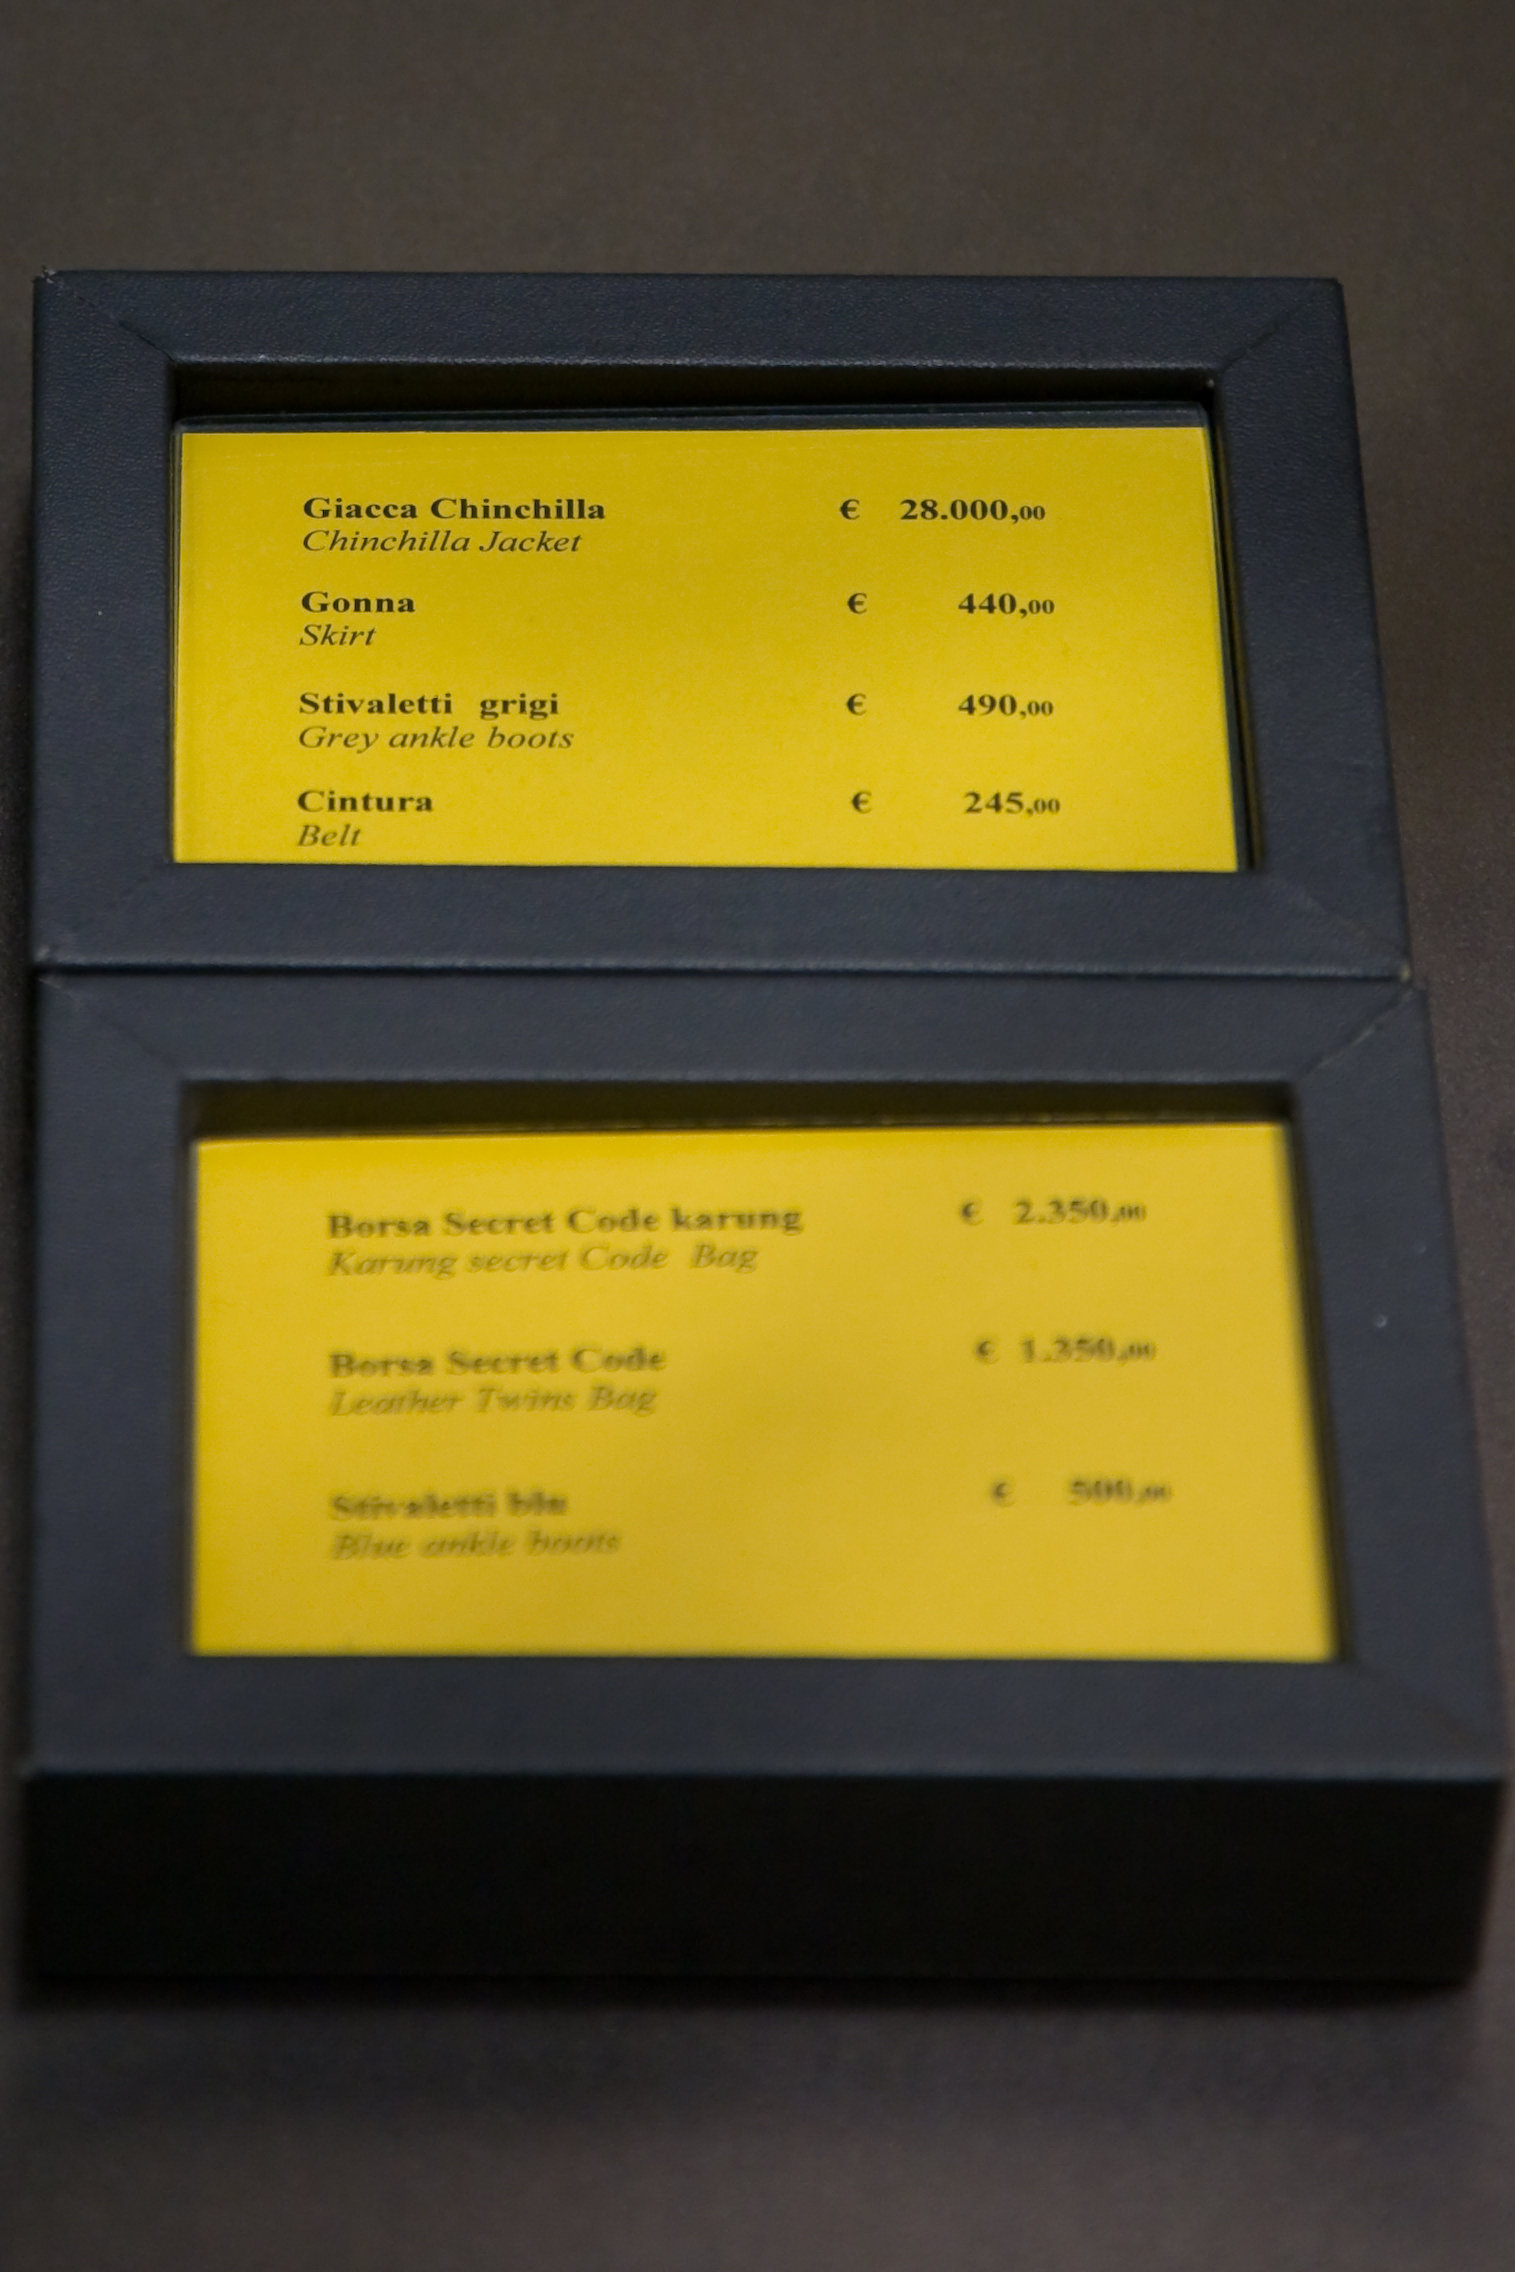 Giacca Chinchilla € 28.000,00
Chinchilla Jacket
Gonna € 440,00
Skirt
Stivaletti grigi € 490,00
Grey ankle boots
Cintura € 245,00
Belt
Borsa Secret Code karung € 2.350,00
Karung secret Code Bag
Borsa Secret Code € 1.350,00
Leather Twins Bag
Stivaletti blu € 500,00
Blue ankle boots